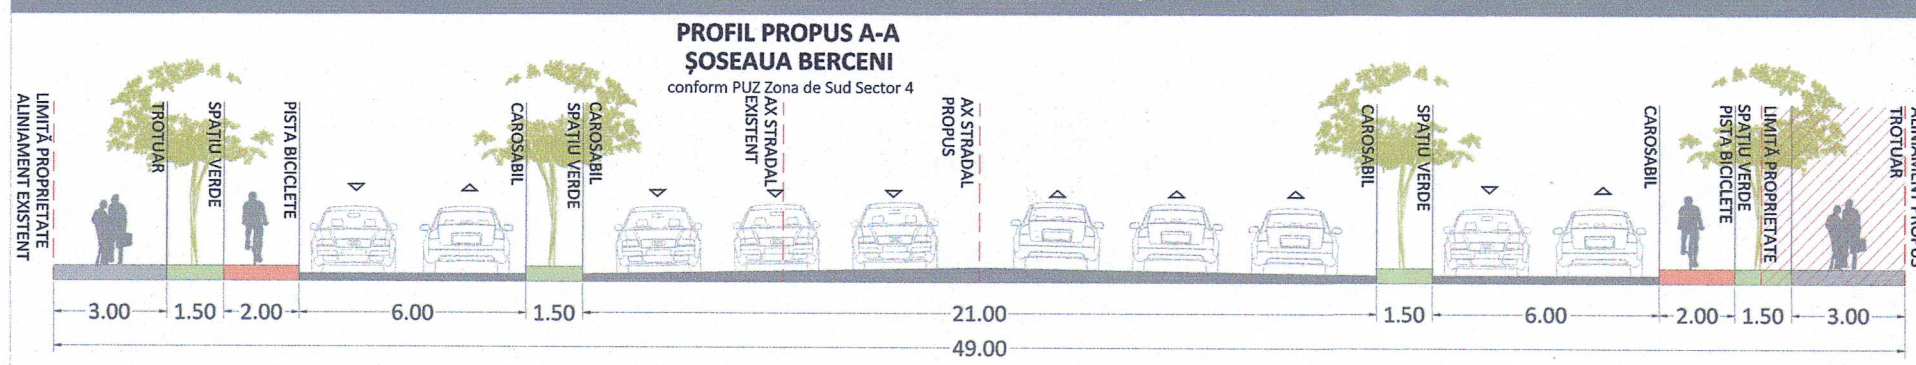 PROFIL PROPUS A-A
ȘOSEAUA BERCENI
conform PUZ Zona de Sud Sector 4
LIMITĂ PROPRIETATE
ALINIAMENT EXISTENT
TROTUAR
SPAȚIU VERDE
PISTA BICICLETE
CAROSABIL
SPAȚIU VERDE
CAROSABIL
AX STRADAL
EXISTENT
AX STRADAL
PROPUS
CAROSABIL
SPAȚIU VERDE
CAROSABIL
PISTA BICICLETE
SPAȚIU VERDE
LIMITĂ PROPRIETATE
TROTUAR
ALINIAMENT PROPUS
3.00 1.50 2.00 6.00 1.50 21.00 1.50 6.00 2.00 1.50 3.00
49.00